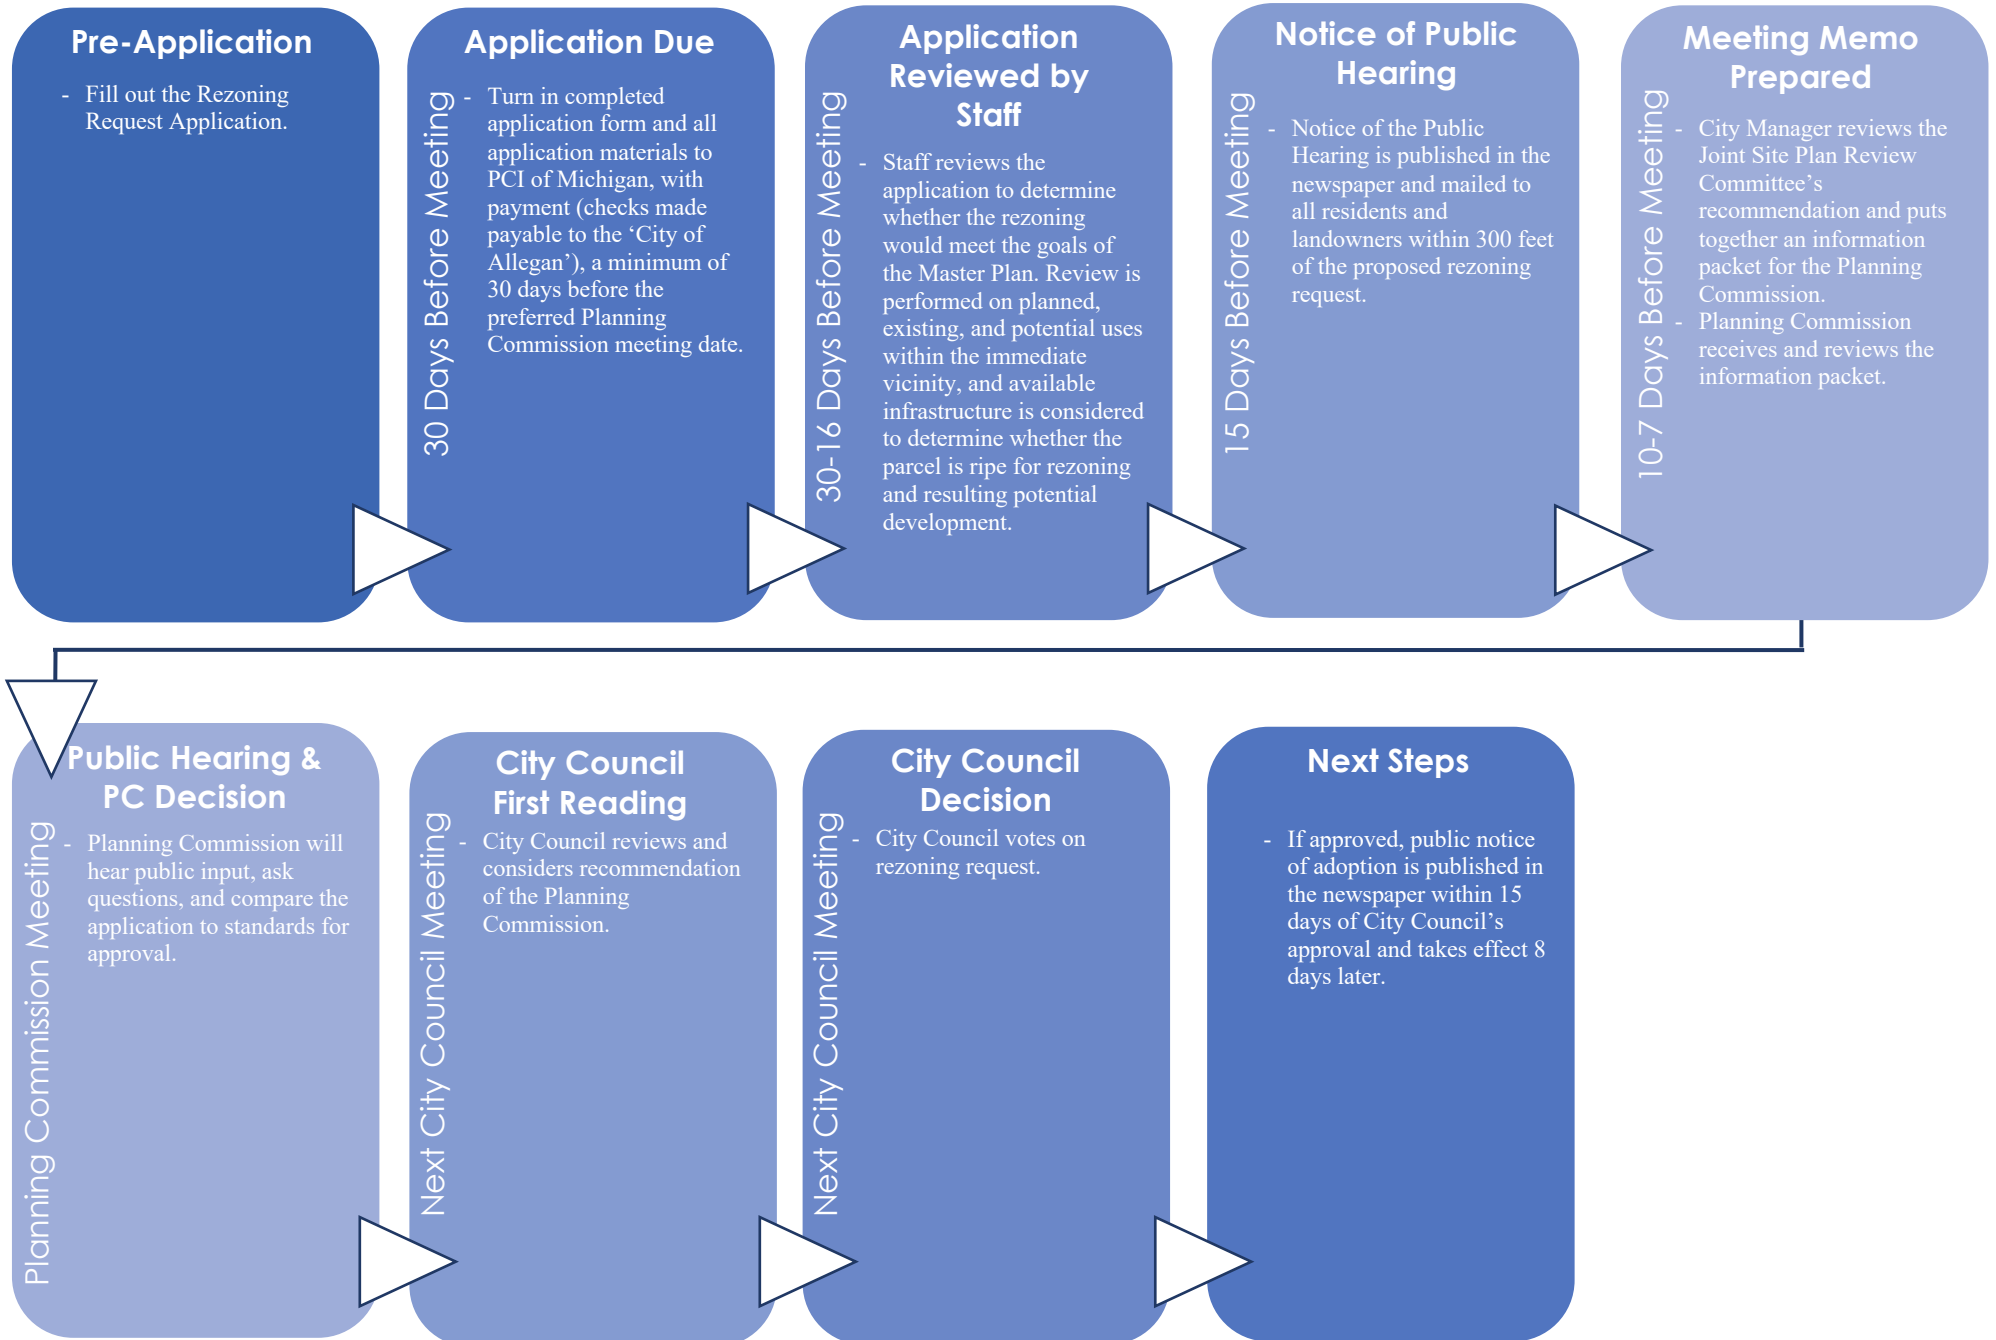 Pre-Application
- Fill out the Rezoning
Request Application.
Application Due
30 Days Before Meeting
- Turn in completed
application form and all
application materials to
PCI of Michigan, with
payment (checks made
payable to the ‘City of
Allegan’), a minimum of
30 days before the
preferred Planning
Commission meeting date.
Application
Reviewed by
Staff
30-16 Days Before Meeting
- Staff reviews the
application to determine
whether the rezoning
would meet the goals of
the Master Plan. Review is
performed on planned,
existing, and potential uses
within the immediate
vicinity, and available
infrastructure is considered
to determine whether the
parcel is ripe for rezoning
and resulting potential
development.
Notice of Public
Hearing
15 Days Before Meeting
- Notice of the Public
Hearing is published in the
newspaper and mailed to
all residents and
landowners within 300 feet
of the proposed rezoning
request.
Meeting Memo
Prepared
10-7 Days Before Meeting
- City Manager reviews the
Joint Site Plan Review
Committee’s
recommendation and puts
together an information
packet for the Planning
Commission.
- Planning Commission
receives and reviews the
information packet.
Public Hearing &
PC Decision
Planning Commission Meeting
- Planning Commission will
hear public input, ask
questions, and compare the
application to standards for
approval.
City Council
First Reading
Next City Council Meeting
- City Council reviews and
considers recommendation
of the Planning
Commission.
City Council
Decision
Next City Council Meeting
- City Council votes on
rezoning request.
Next Steps
- If approved, public notice
of adoption is published in
the newspaper within 15
days of City Council’s
approval and takes effect 8
days later.